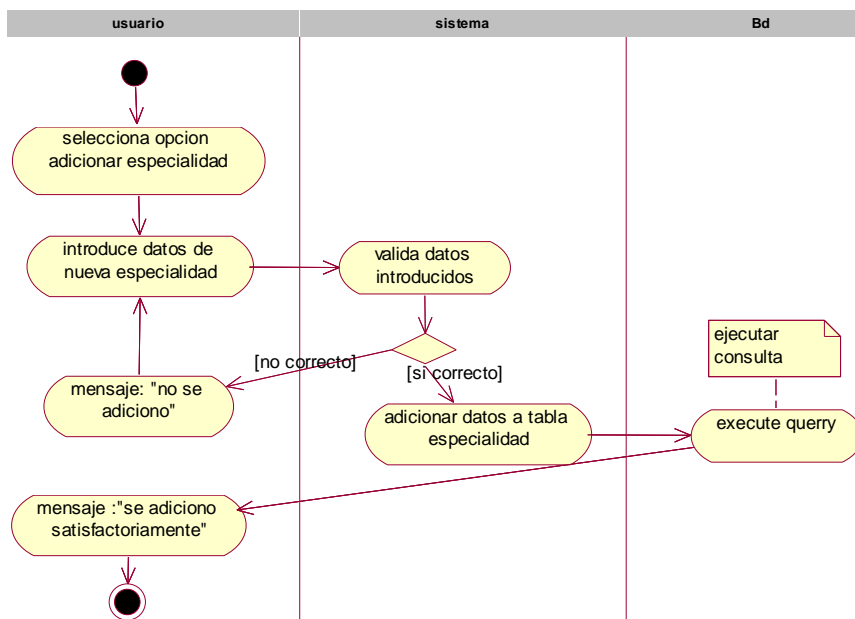 usuario
sistema
Bd
selecciona opcion
adicionar especialidad
introduce datos de
nueva especialidad
valida datos
introducidos
ejecutar
consulta
[no correcto]
[si correcto]
mensaje: "no se
adiciono"
adicionar datos a tabla
especialidad
execute querry
mensaje :"se adiciono
satisfactoriamente"